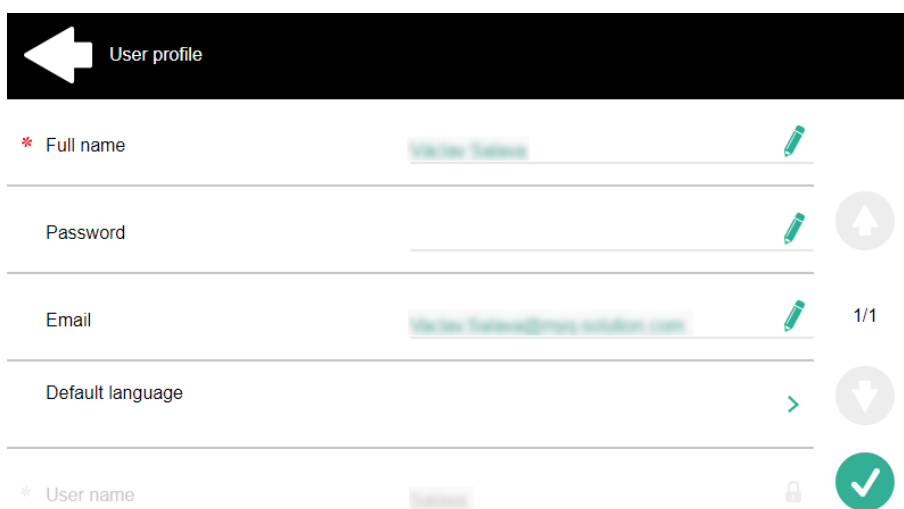 User profile
* Full name
Password
Email
1/1
Default language
* User name